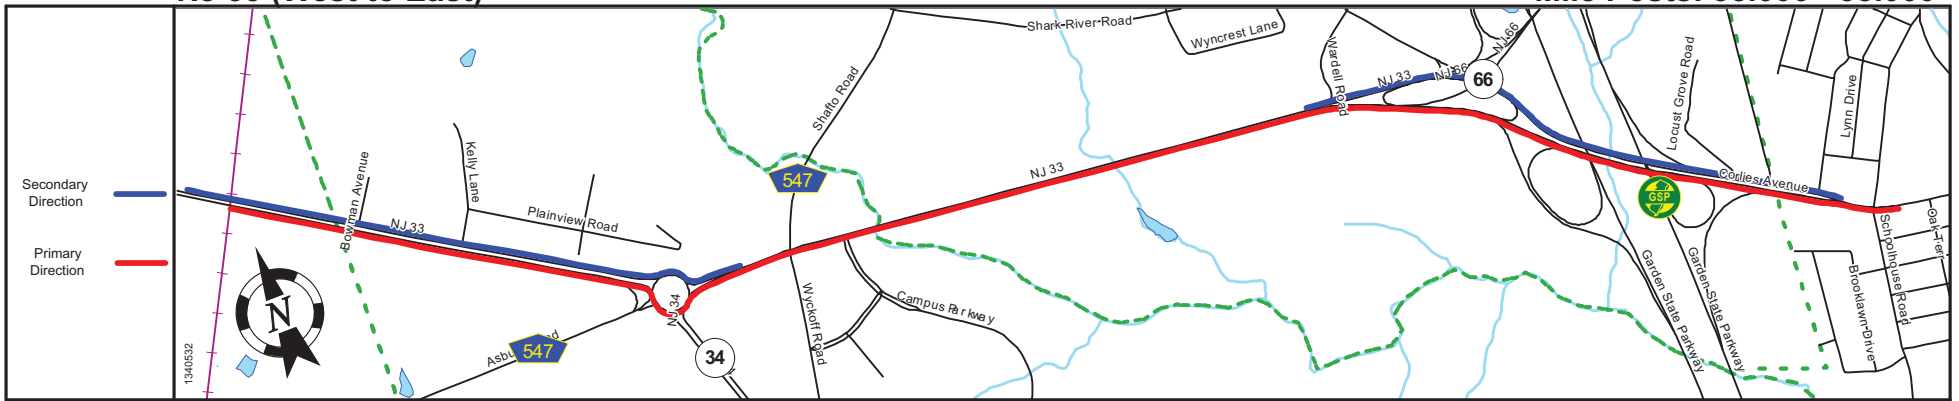 Secondary
Direction
Primary
Direction
1340532
N
Bowman Avenue
NJ 33
Kelly Lane
Plainview Road
547
NJ 34
34
Shafto Road
547
Wyckoff Road
Campus Parkway
Shark River Road
NJ 33
Wyncrest Lane
Wardell Road
NJ 33
NJ 66
NJ 66
66
Locust Grove Road
GSP
Corlies Avenue
Garden State Parkway
Garden State Parkway
Lynn Drive
Schoolhouse Road
Brooklawn Drive
Oak Terr